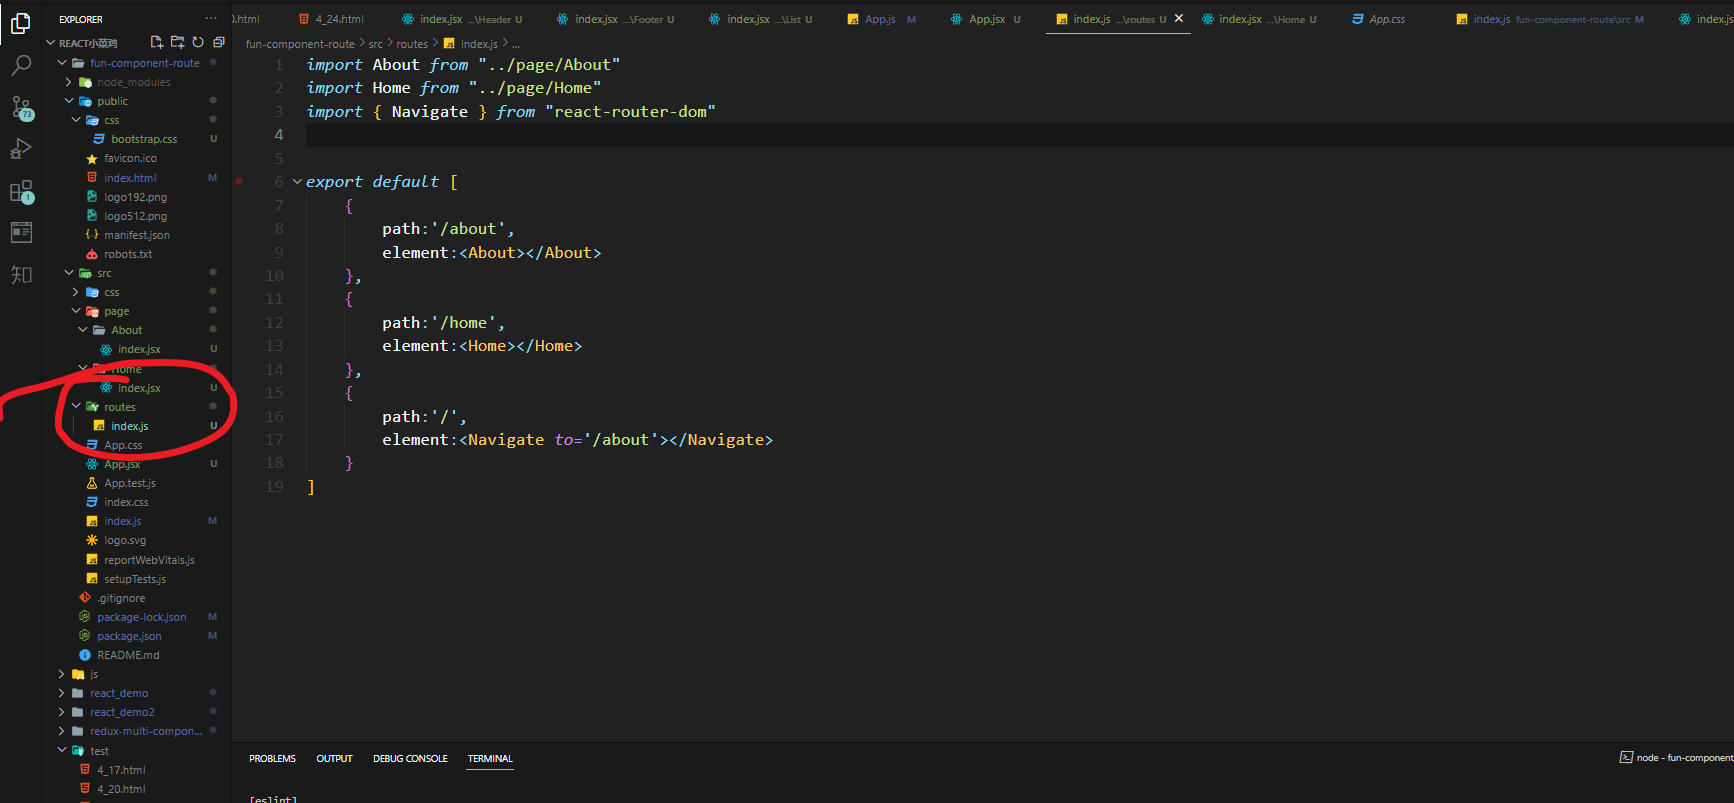 EXPLORER ···
0.html 4_24.html index.jsx ...\Header U index.jsx ...\Footer U index.jsx ...\List U App.js M App.jsx U index.js ...\routes U index.jsx ...\Home U App.css index.js fun-component-route\src M index.js
REACT小菜鸡
fun-component-route > src > routes > index.js > ...
fun-component-route
node_modules
public
css
bootstrap.css U
favicon.ico
index.html M
logo192.png
logo512.png
manifest.json
robots.txt
src
css
page
About
index.jsx U
Home
index.jsx U
routes
index.js U
App.css
App.jsx U
App.test.js
index.css
index.js M
logo.svg
reportWebVitals.js
setupTests.js
.gitignore
package-lock.json M
package.json M
README.md
js
react_demo
react_demo2
redux-multi-compon...
test
4_17.html
4_20.html
73
1
知
1 import About from "../page/About"
2 import Home from "../page/Home"
3 import { Navigate } from "react-router-dom"
4
5
6 export default [
7 {
8 path:'/about',
9 element:<About></About>
10 },
11 {
12 path:'/home',
13 element:<Home></Home>
14 },
15 {
16 path:'/',
17 element:<Navigate to='/about'></Navigate>
18 }
19 ]
PROBLEMS OUTPUT DEBUG CONSOLE TERMINAL
node - fun-component
[eslint]